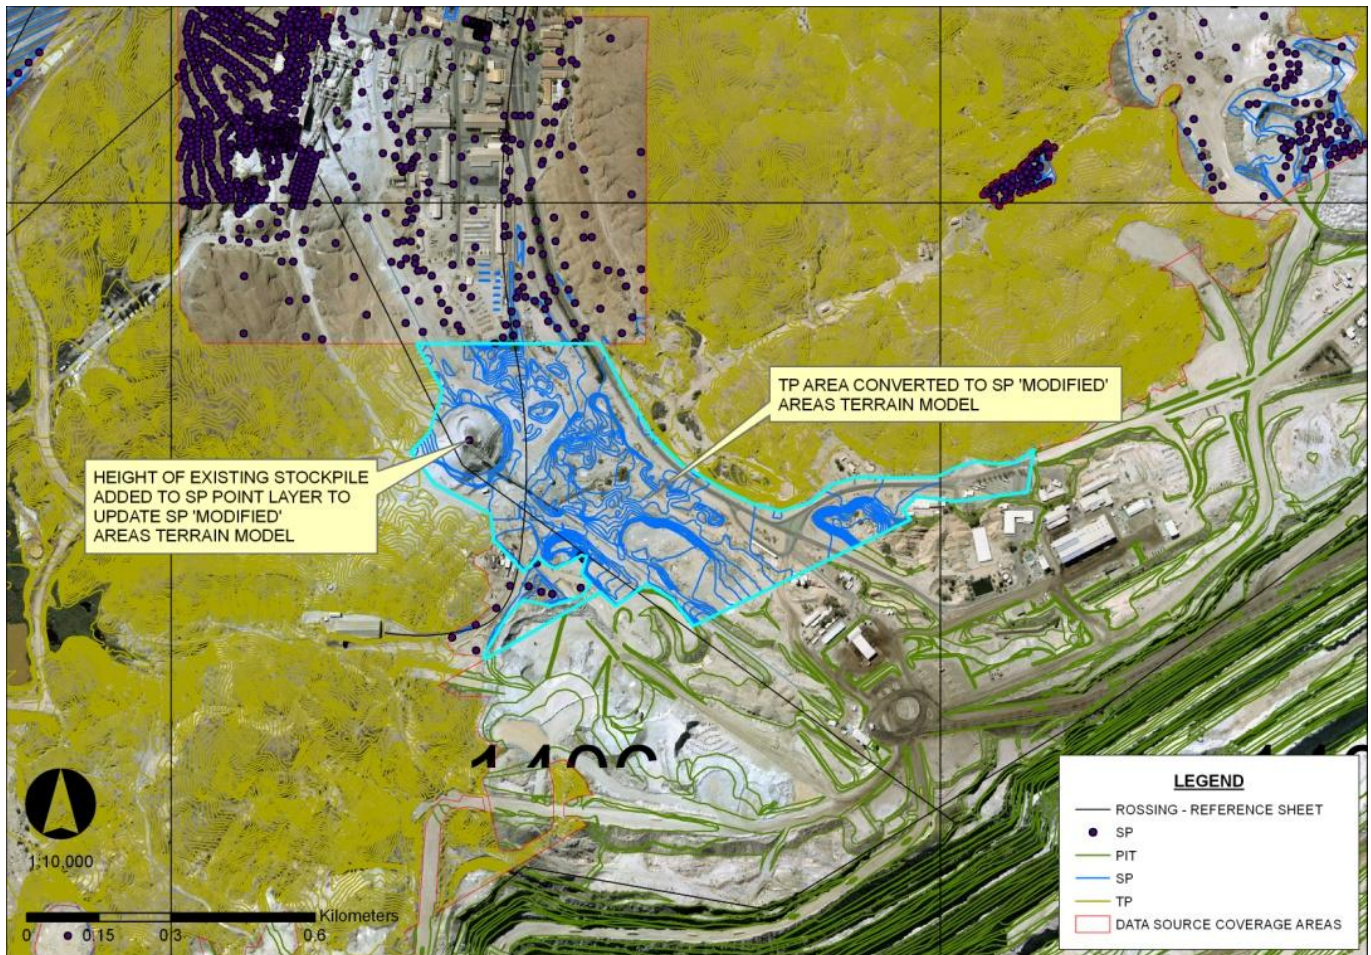 TP AREA CONVERTED TO SP 'MODIFIED'
AREAS TERRAIN MODEL
HEIGHT OF EXISTING STOCKPILE
ADDED TO SP POINT LAYER TO
UPDATE SP 'MODIFIED'
AREAS TERRAIN MODEL
LEGEND
ROSSING - REFERENCE SHEET
SP
PIT
SP
TP
DATA SOURCE COVERAGE AREAS
1:10,000
Kilometers
0 0.15 0.3 0.6